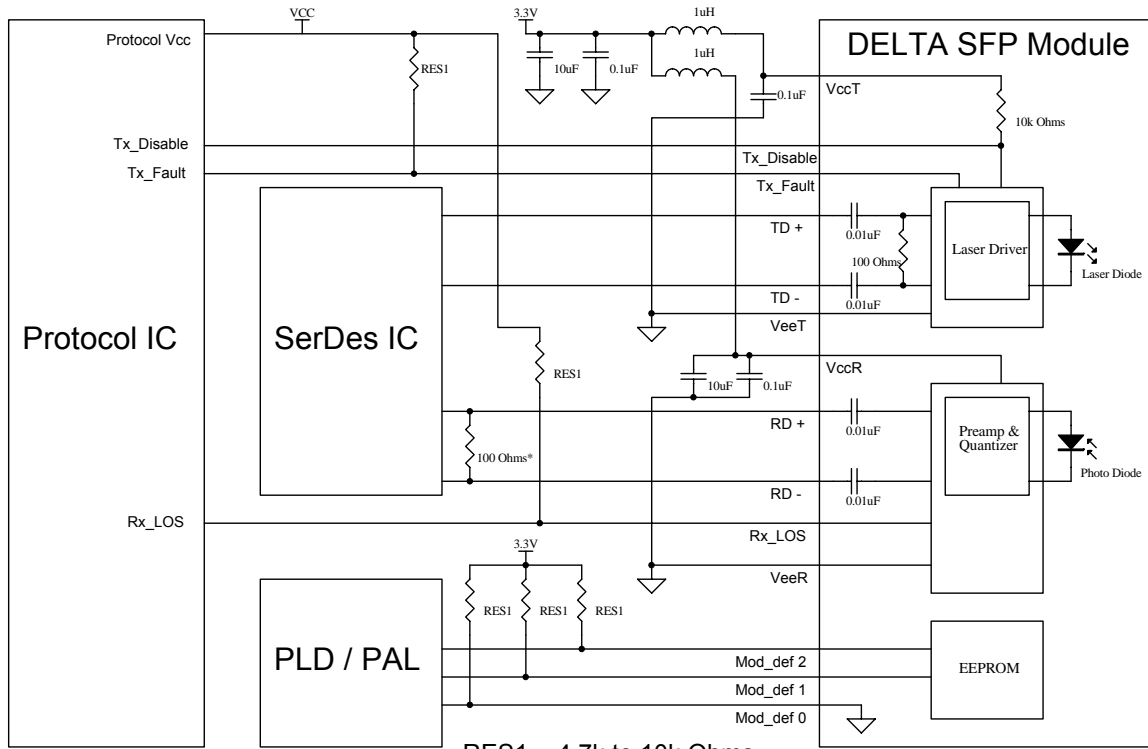 VCC
3.3V
1uH
Protocol Vcc
DELTA SFP Module
1uH
RES1
10uF
0.1uF
VccT
0.1uF
10k Ohms
Tx_Disable
Tx_Disable
Tx_Fault
Tx_Fault
TD +
0.01uF
Laser Driver
100 Ohms
Laser Diode
TD -
0.01uF
VeeT
Protocol IC
SerDes IC
RES1
VccR
10uF
0.1uF
RD +
0.01uF
Preamp &
Quantizer
100 Ohms*
Photo Diode
RD -
0.01uF
Rx_LOS
Rx_LOS
3.3V
VeeR
RES1
RES1
RES1
PLD / PAL
Mod_def 2
EEPROM
Mod_def 1
Mod_def 0